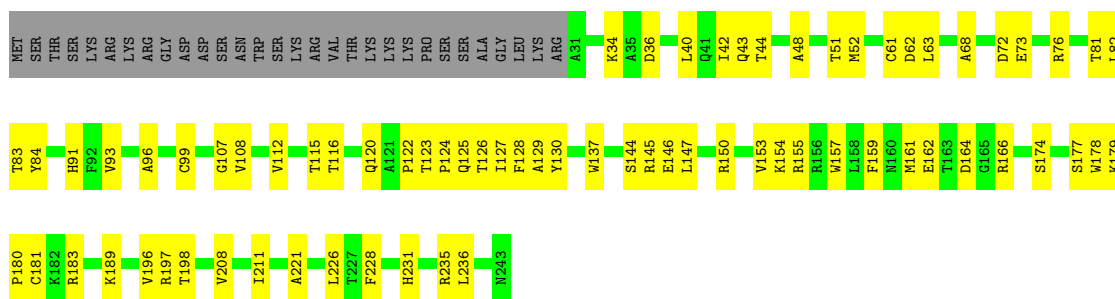 MET SER THR SER LYS ARG LYS ARG GLY ASP ASP SER ASN TRP SER LYS ARG VAL THR LYS LYS LYS PRO SER SER ALA GLY LEU LYS ARG A31 K34 A35 D36 L40 Q41 I42 Q43 T44 A48 T51 M52 C61 D62 L63 A68 D72 E73 R76 T81 L82
T83 Y84 H91 F92 V93 A96 C99 G107 V108 V112 T115 T116 Q120 A121 P122 T123 P124 Q125 T126 I127 F128 A129 Y130 W137 S144 R145 E146 L147 R150 V153 K154 R155 R156 W157 L158 F159 N160 M161 E162 T163 D164 G165 R166 S174 S177 W178 K179
P180 C181 K182 R183 K189 V196 R197 T198 V208 I211 A221 L226 T227 F228 H231 R235 L236 N243